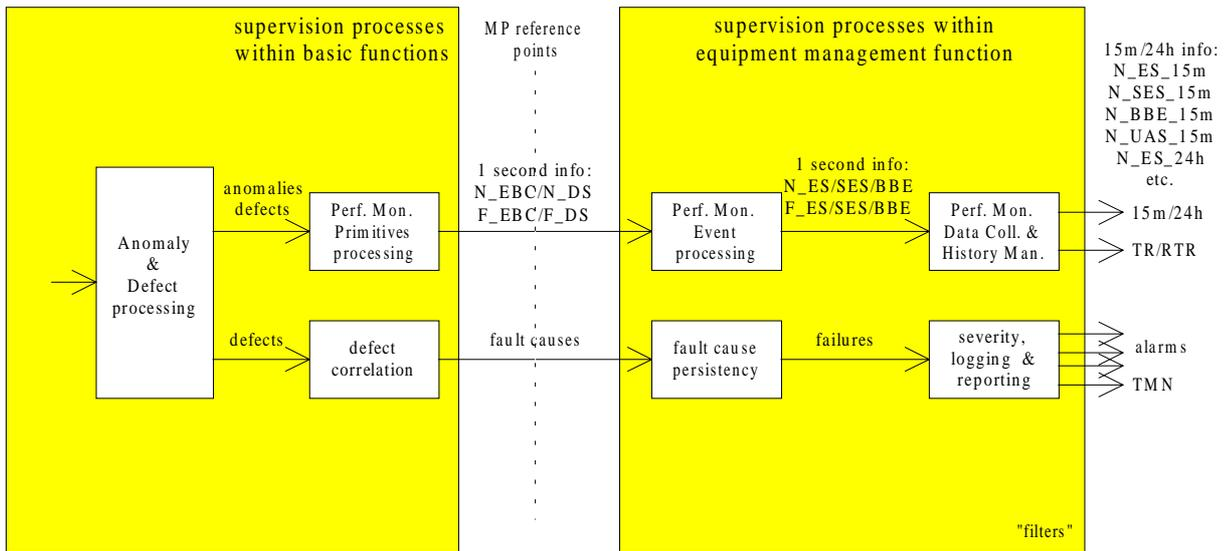 supervision processes
within basic functions
MP reference
points
supervision processes within
equipment management function
15m/24h info:
N_ES_15m
N_SES_15m
N_BBE_15m
N_UAS_15m
N_ES_24h
etc.
anomalies
defects
Perf. Mon.
Primitives
processing
1 second info:
N_EBC/N_DS
F_EBC/F_DS
Perf. Mon.
Event
processing
1 second info:
N_ES/SES/BBE
F_ES/SES/BBE
Perf. Mon.
Data Coll. &
History Man.
15m/24h
TR/RTR
Anomaly
&
Defect
processing
defects
defect
correlation
fault causes
fault cause
persistency
failures
severity,
logging &
reporting
alarms
TMN
"filters"